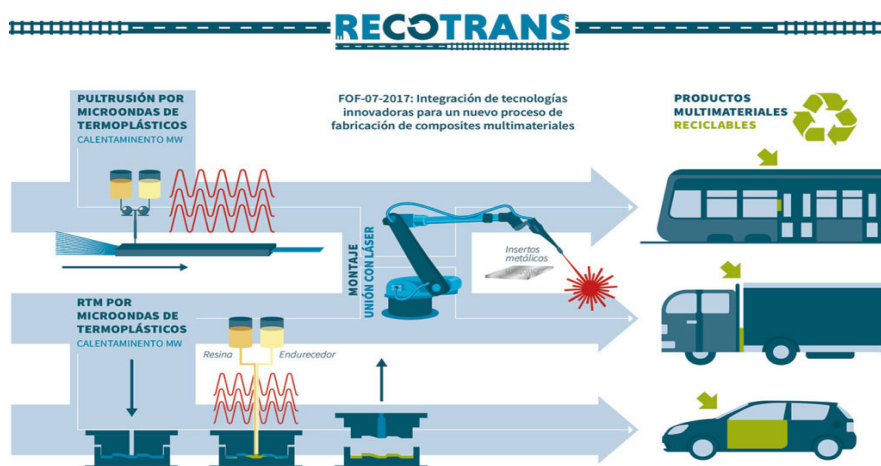 RECOTRANS
PULTRUSIÓN POR
MICROONDAS DE
TERMOPLÁSTICOS
CALENTAMINENTO MW
FOF-07-2017: Integración de tecnologías
innovadoras para un nuevo proceso de
fabricación de composites multimateriales
PRODUCTOS
MULTIMATERIALES
RECICLABLES
MONTAJE
UNIÓN CON LÁSER
Insertos
metálicos
RTM POR
MICROONDAS DE
TERMOPLÁSTICOS
CALENTAMINENTO MW
Resina
Endurecedor